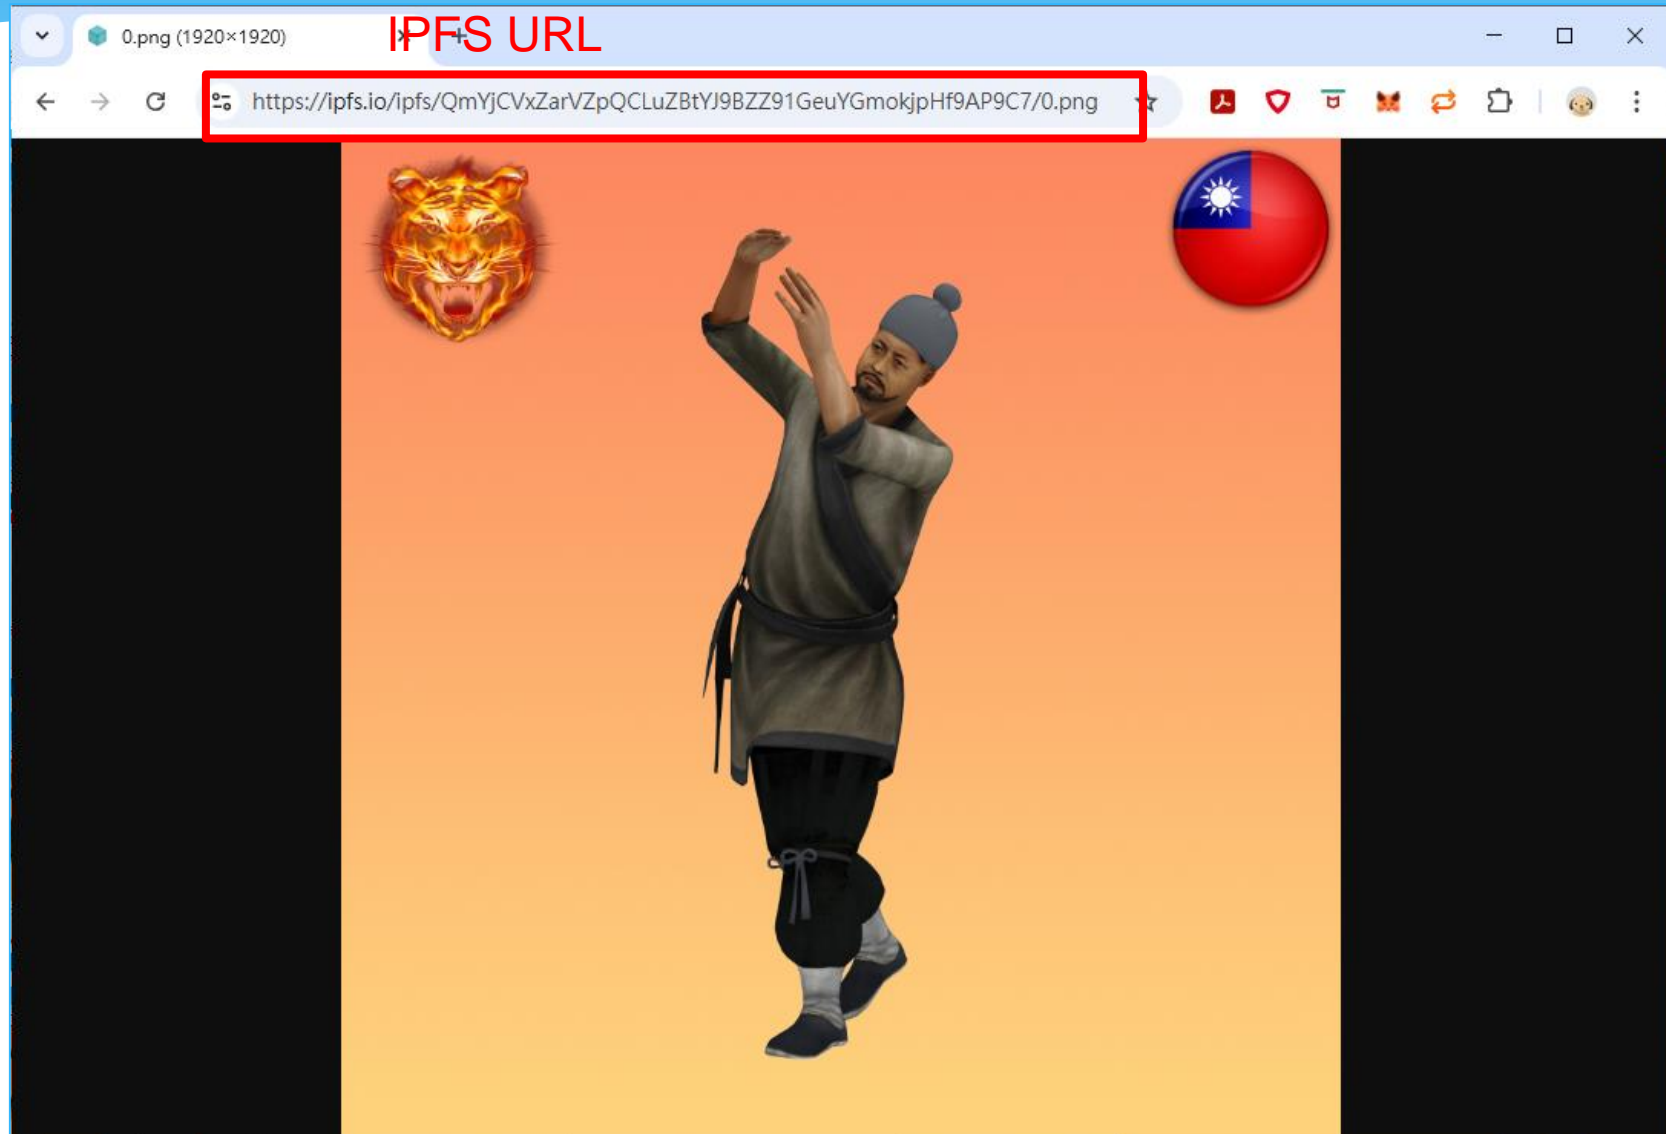 0.png (1920×1920)
IPFS URL
https://ipfs.io/ipfs/QmYjCVxZarVZpQCLuZBtYJ9BZZ91GeuYGmokjpHf9AP9C7/0.png